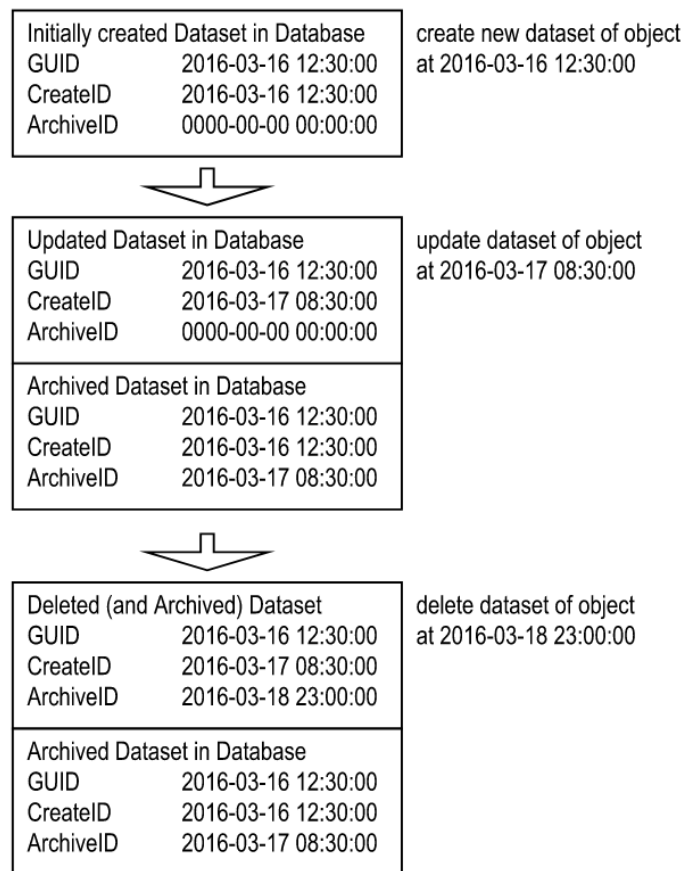 Initially created Dataset in Database
GUID 2016-03-16 12:30:00
CreateID 2016-03-16 12:30:00
ArchiveID 0000-00-00 00:00:00
create new dataset of object
at 2016-03-16 12:30:00
Updated Dataset in Database
GUID 2016-03-16 12:30:00
CreateID 2016-03-17 08:30:00
ArchiveID 0000-00-00 00:00:00
update dataset of object
at 2016-03-17 08:30:00
Archived Dataset in Database
GUID 2016-03-16 12:30:00
CreateID 2016-03-16 12:30:00
ArchiveID 2016-03-17 08:30:00
Deleted (and Archived) Dataset
GUID 2016-03-16 12:30:00
CreateID 2016-03-17 08:30:00
ArchiveID 2016-03-18 23:00:00
delete dataset of object
at 2016-03-18 23:00:00
Archived Dataset in Database
GUID 2016-03-16 12:30:00
CreateID 2016-03-16 12:30:00
ArchiveID 2016-03-17 08:30:00